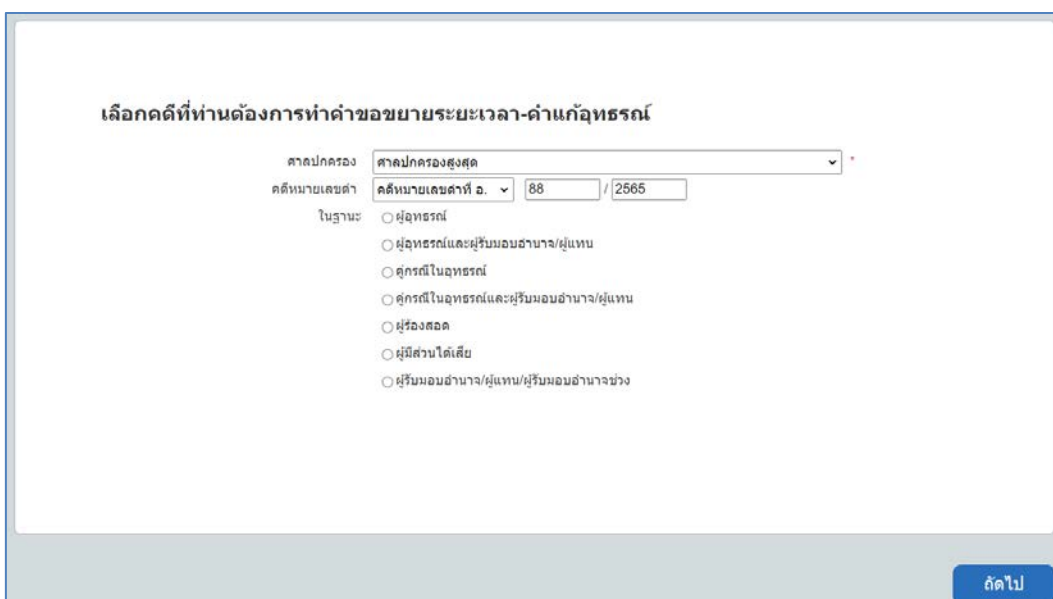 เลือกคดีที่ท่านต้องการทำคำขอขยายระยะเวลา-คำแก้อุทธรณ์
ศาลปกครอง ศาลปกครองสูงสุด *
คดีหมายเลขดำ คดีหมายเลขดำที่ อ. 88 / 2565
ในฐานะ ผู้อุทธรณ์
ผู้อุทธรณ์และผู้รับมอบอำนาจ/ผู้แทน
คู่กรณีในอุทธรณ์
คู่กรณีในอุทธรณ์และผู้รับมอบอำนาจ/ผู้แทน
ผู้ร้องสอด
ผู้มีส่วนได้เสีย
ผู้รับมอบอำนาจ/ผู้แทน/ผู้รับมอบอำนาจช่วง
ถัดไป